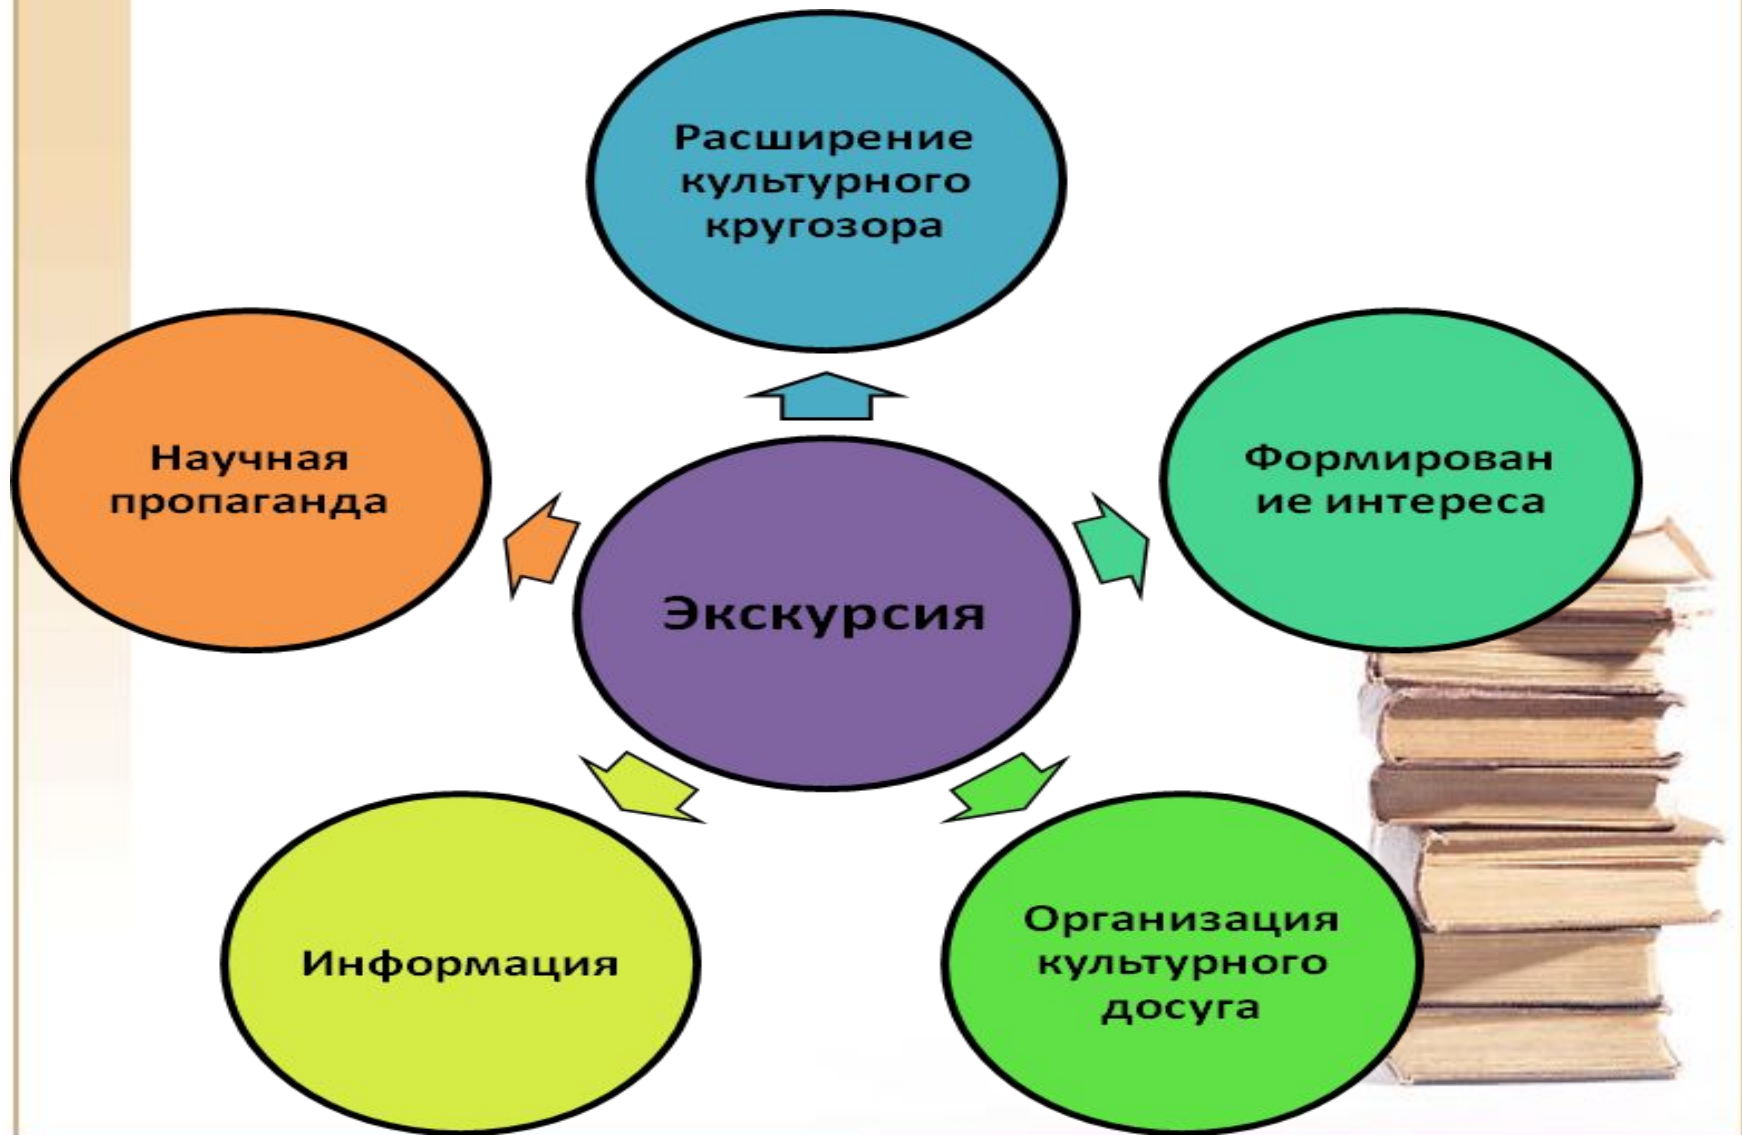 Расширение
культурного
кругозора
Научная
пропаганда
Формирован
ие интереса
Экскурсия
Информация
Организация
культурного
досуга